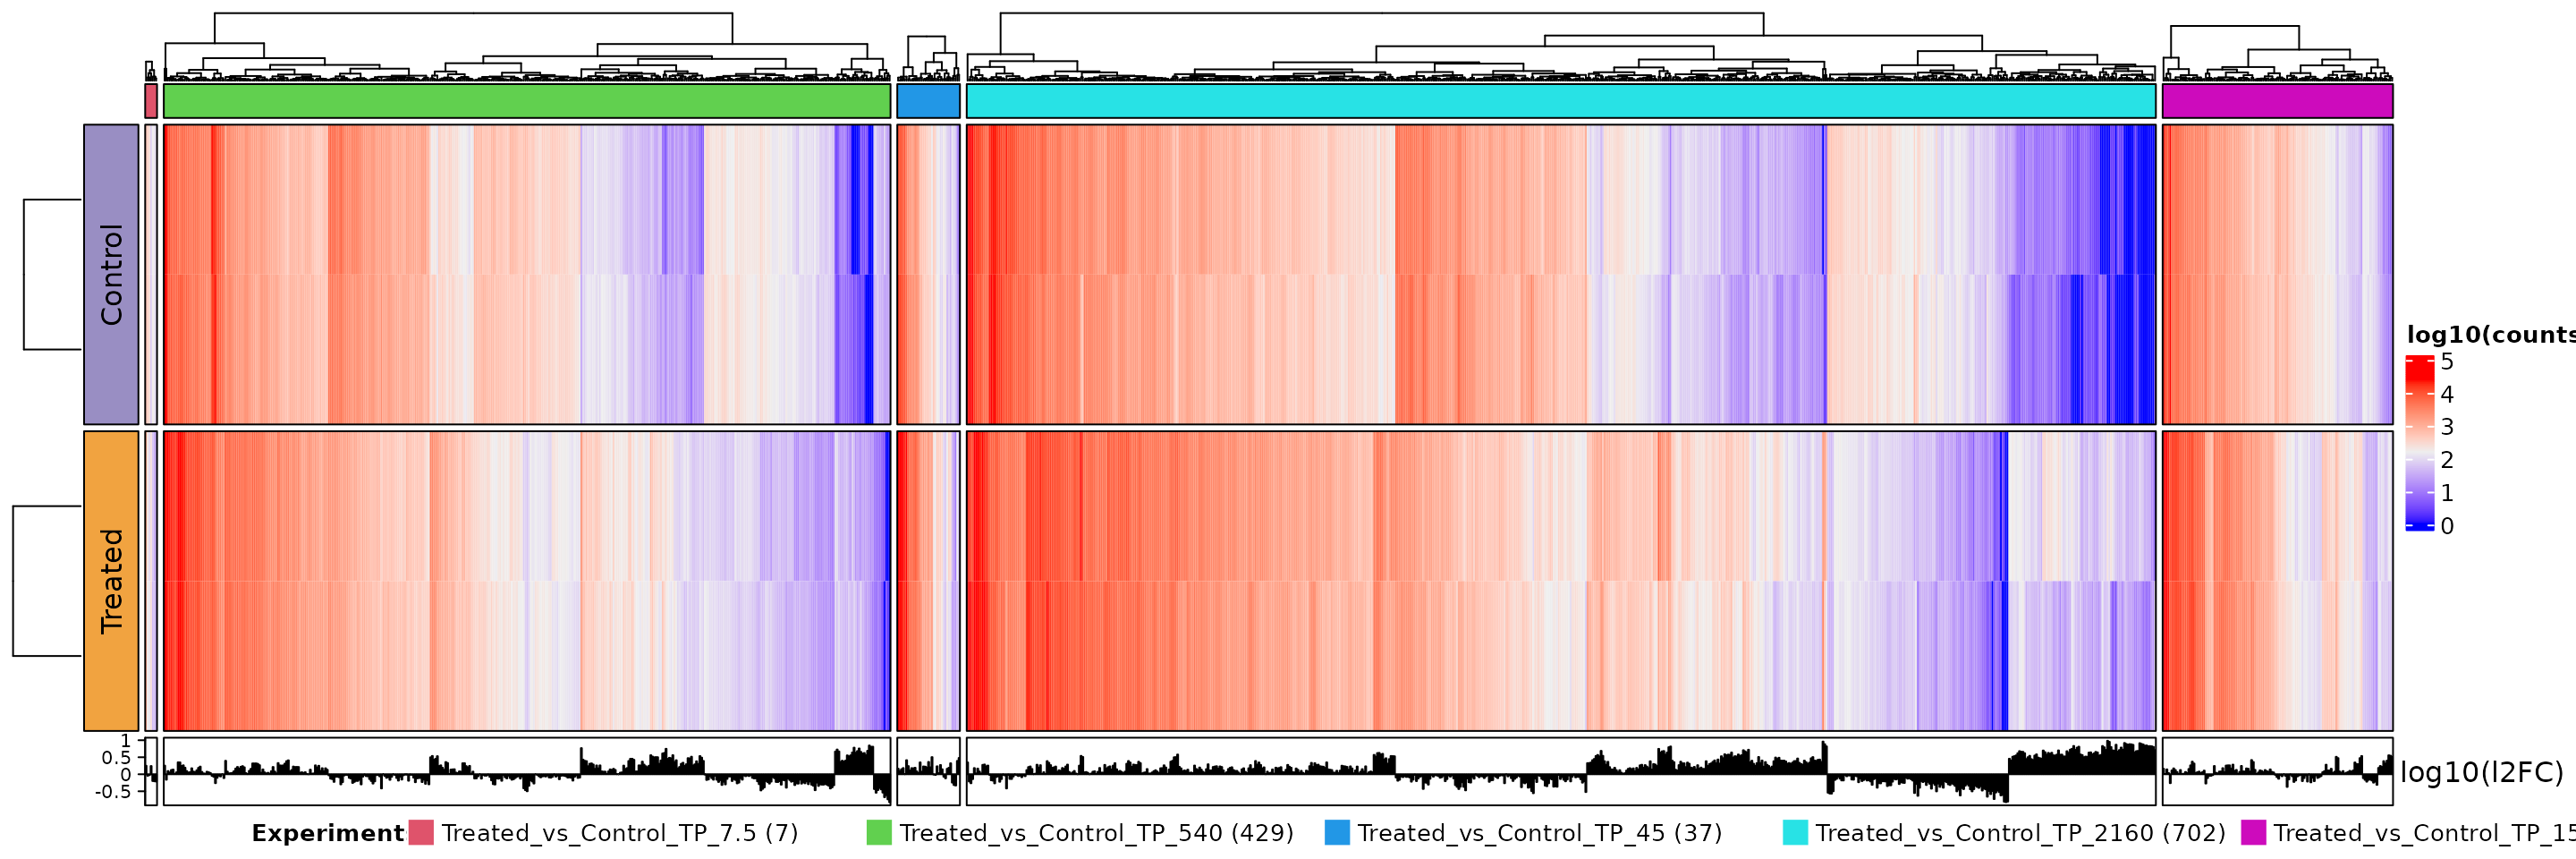 Control
Treated
log10(counts
5
4
3
2
1
0
1
0.5
0
-0.5
log10(l2FC)
Experiment Treated_vs_Control_TP_7.5 (7) Treated_vs_Control_TP_540 (429) Treated_vs_Control_TP_45 (37) Treated_vs_Control_TP_2160 (702) Treated_vs_Control_TP_15